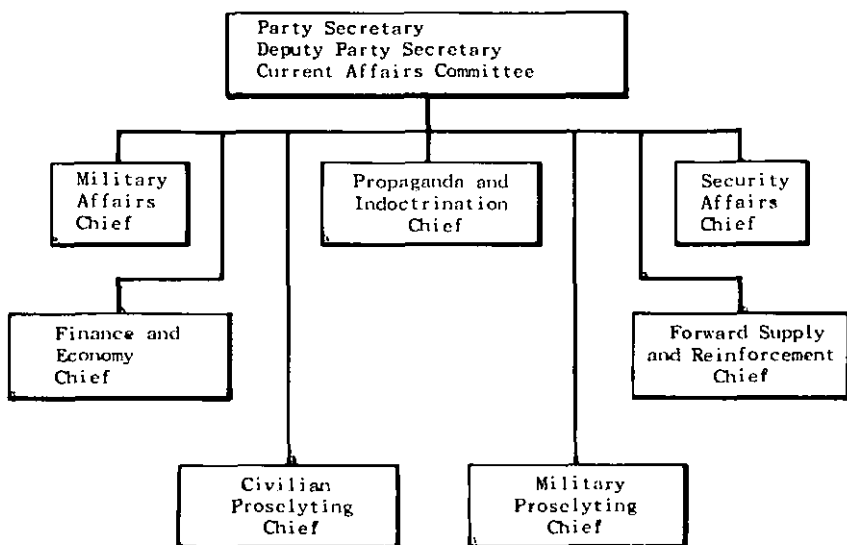 Party Secretary
Deputy Party Secretary
Current Affairs Committee
Military
Affairs
Chief
Propaganda and
Indoctrination
Chief
Security
Affairs
Chief
Finance and
Economy
Chief
Forward Supply
and Reinforcement
Chief
Civilian
Proselyting
Chief
Military
Proselyting
Chief